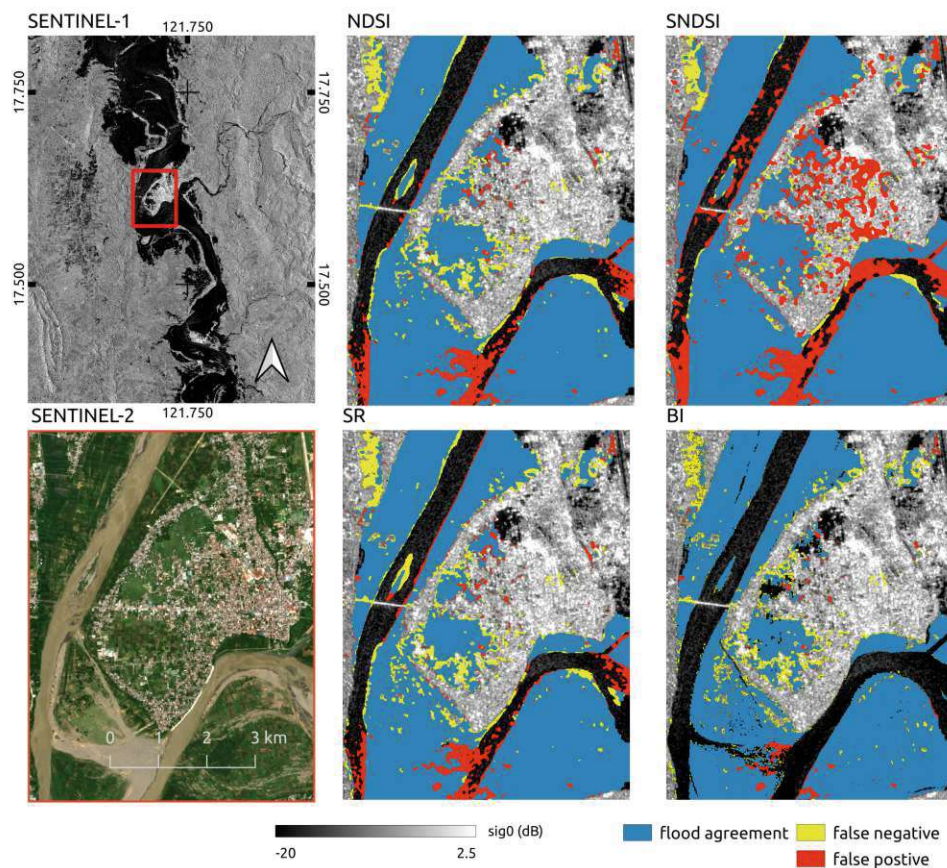 SENTINEL-1
121.750
NDSI
SNDSI
17.750
17.750
17.500
17.500
SENTINEL-2
121.750
SR
BI
0 1 2 3 km
sig0 (dB)
-20 2.5
flood agreement
false negative
false postive